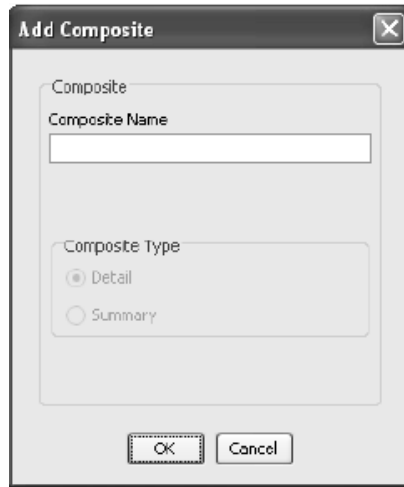 Add Composite
Composite
Composite Name
Composite Type
Detail
Summary
OK
Cancel